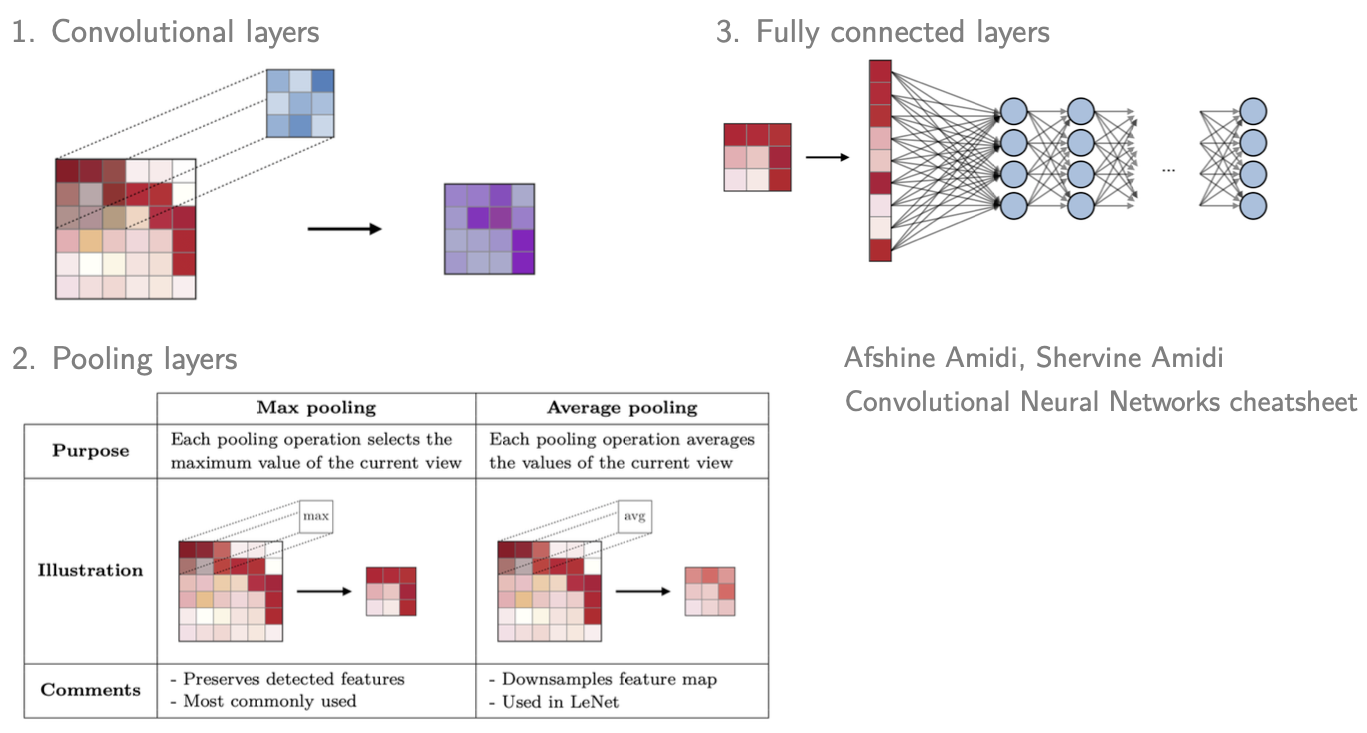 1. Convolutional layers
2. Pooling layers
Max pooling
Average pooling
Purpose
Each pooling operation selects the
maximum value of the current view
Each pooling operation averages
the values of the current view
Illustration
max
avg
Comments
- Preserves detected features
- Most commonly used
- Downsamples feature map
- Used in LeNet
3. Fully connected layers
...
Afshine Amidi, Shervine Amidi
Convolutional Neural Networks cheatsheet